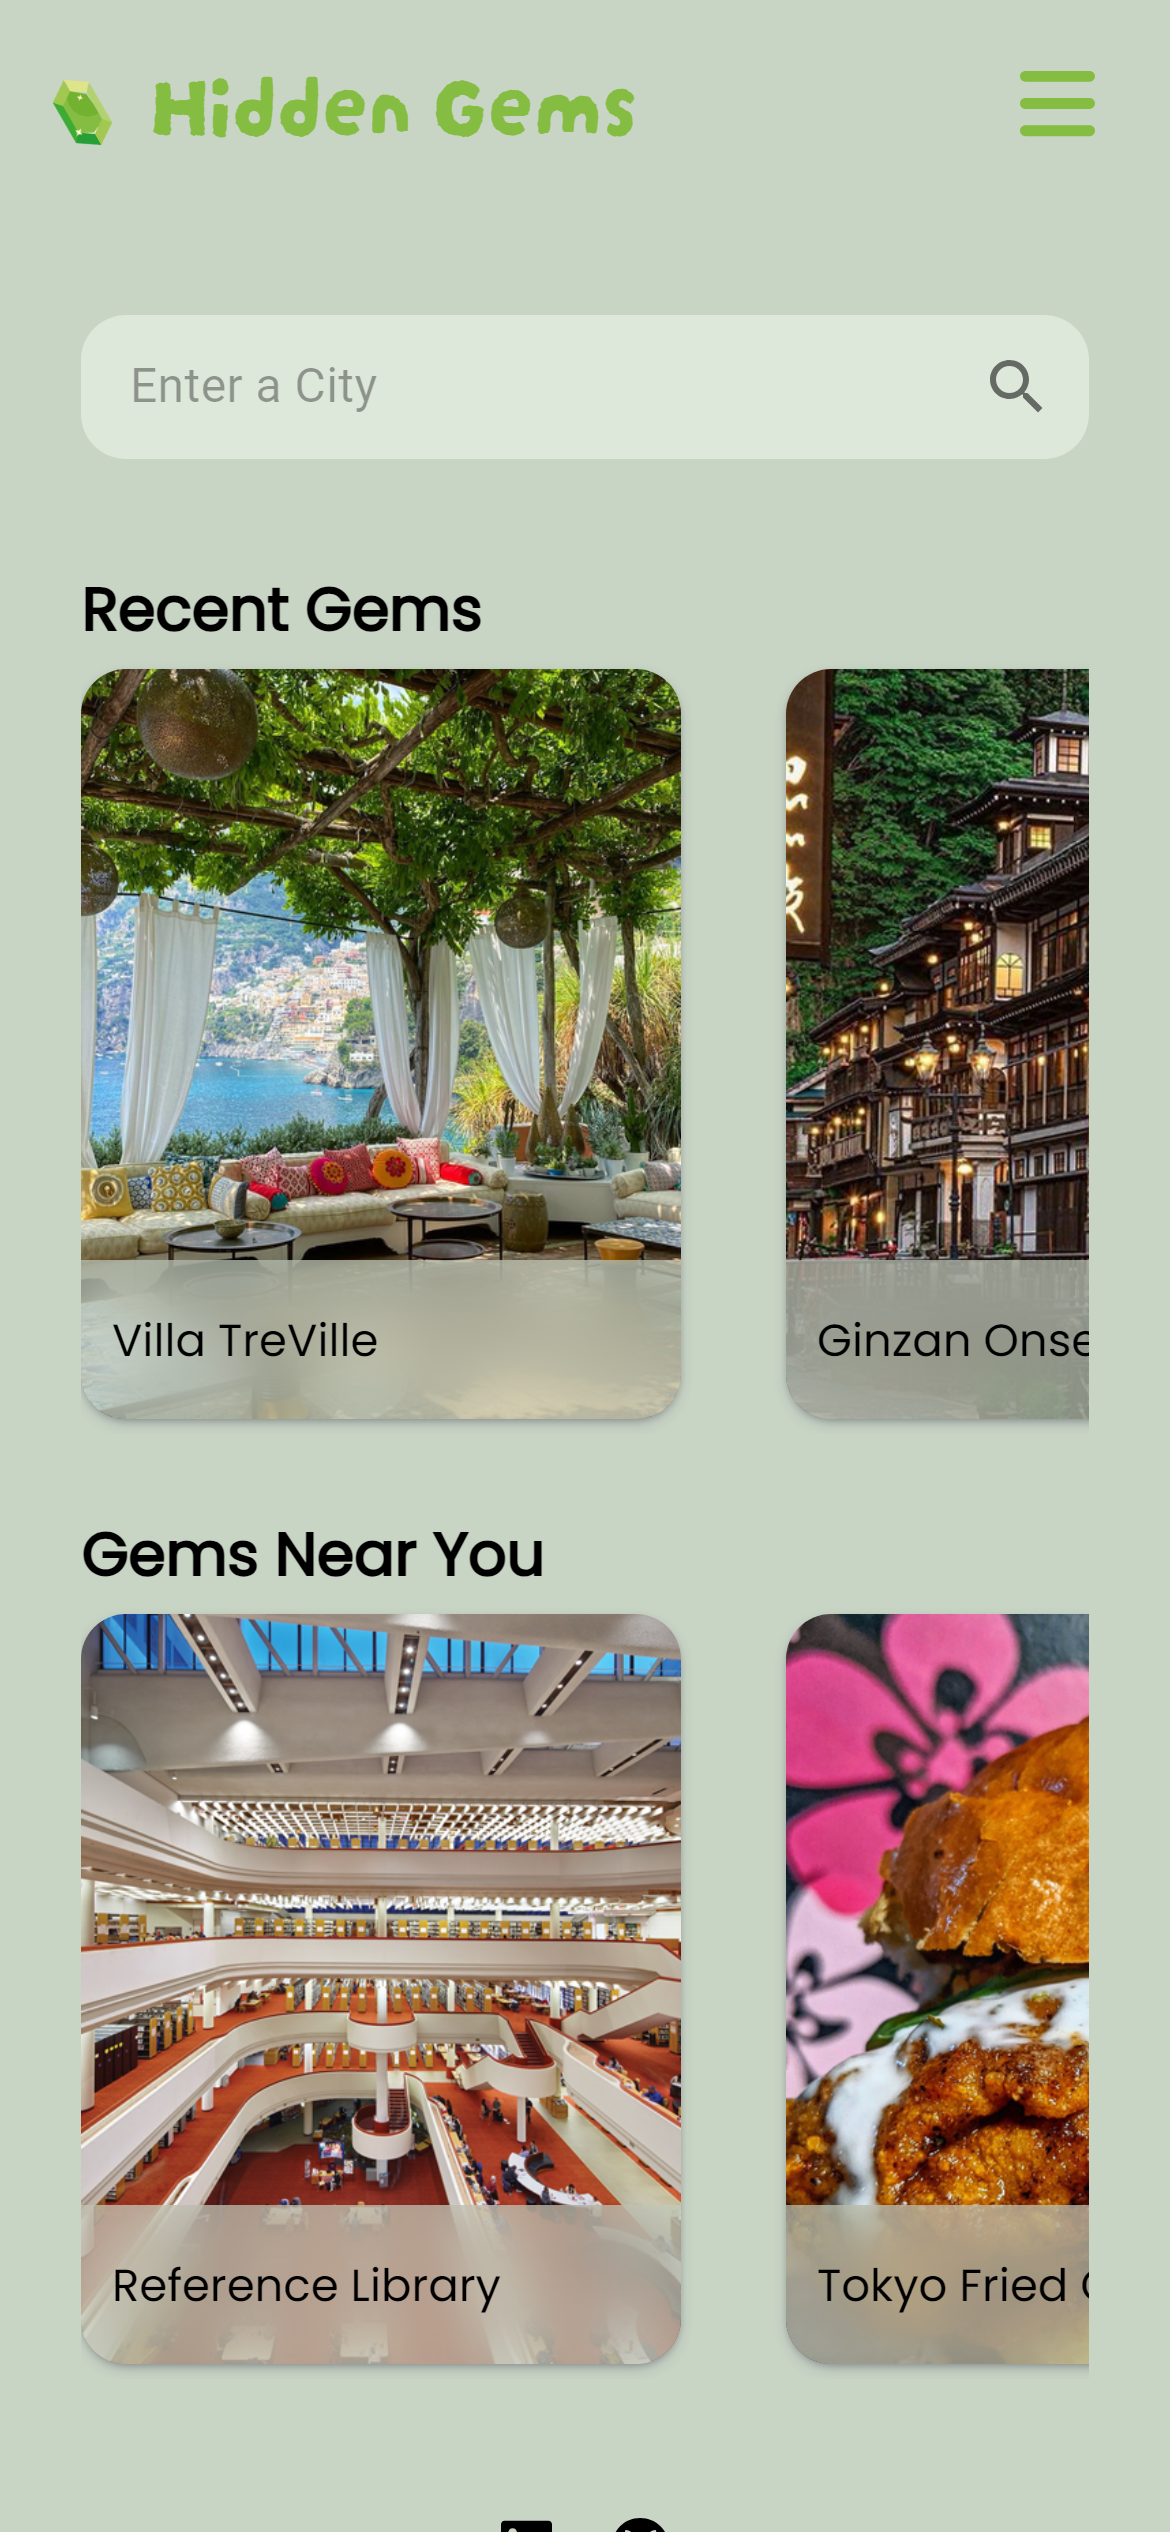 Hidden Gems
Enter a City
Recent Gems
Villa TreVille
Ginzan Onse
Gems Near You
Reference Library
Tokyo Fried